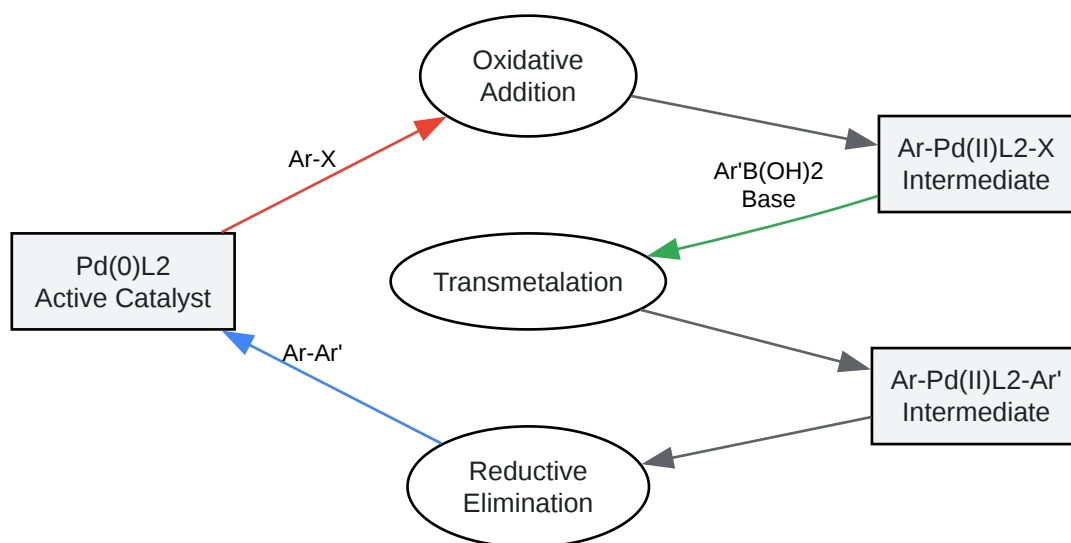 Oxidative
Addition
Ar-X
Ar'B(OH)2
Base
Ar-Pd(II)L2-X
Intermediate
Pd(0)L2
Active Catalyst
Transmetalation
Ar-Ar'
Ar-Pd(II)L2-Ar'
Intermediate
Reductive
Elimination